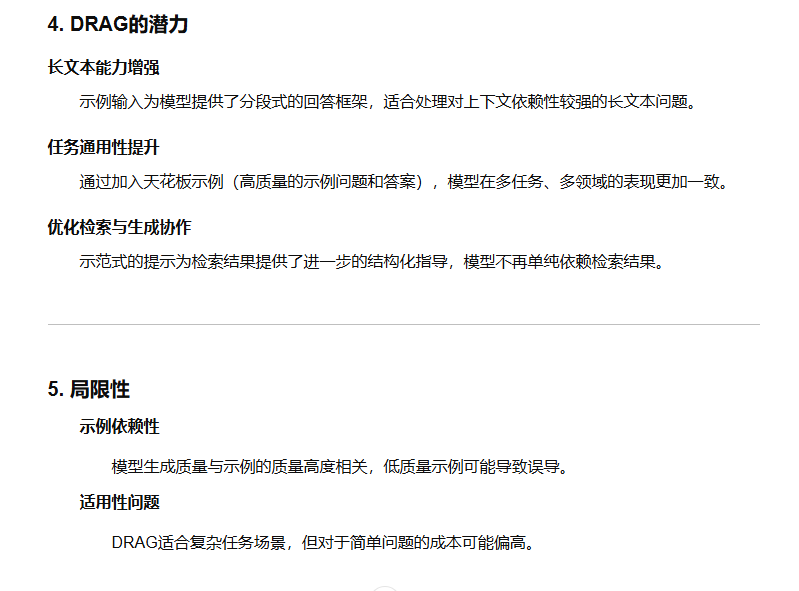 4. DRAG的潜力
长文本能力增强
示例输入为模型提供了分段式的回答框架，适合处理对上下文依赖性较强的长文本问题。
任务通用性提升
通过加入天花板示例（高质量的示例问题和答案），模型在多任务、多领域的表现更加一致。
优化检索与生成协作
示范式的提示为检索结果提供了进一步的结构化指导，模型不再单纯依赖检索结果。
5. 局限性
示例依赖性
模型生成质量与示例的质量高度相关，低质量示例可能导致误导。
适用性问题
DRAG适合复杂任务场景，但对于简单问题的成本可能偏高。